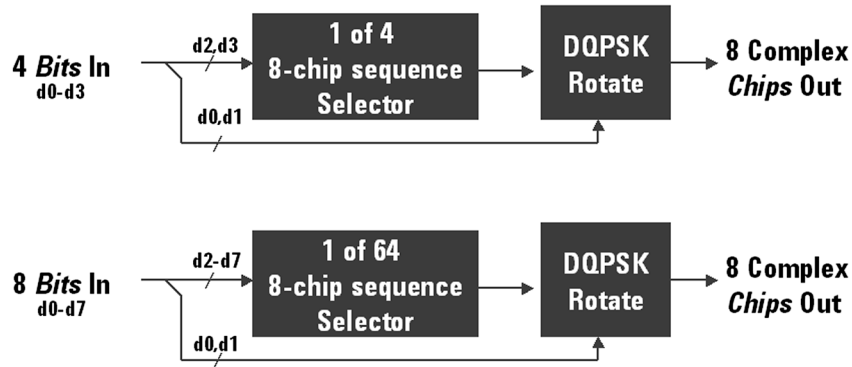 4 Bits In
d0-d3
d2,d3
d0,d1
1 of 4
8-chip sequence
Selector
DQPSK
Rotate
8 Complex
Chips Out
8 Bits In
d0-d7
d2-d7
d0,d1
1 of 64
8-chip sequence
Selector
DQPSK
Rotate
8 Complex
Chips Out